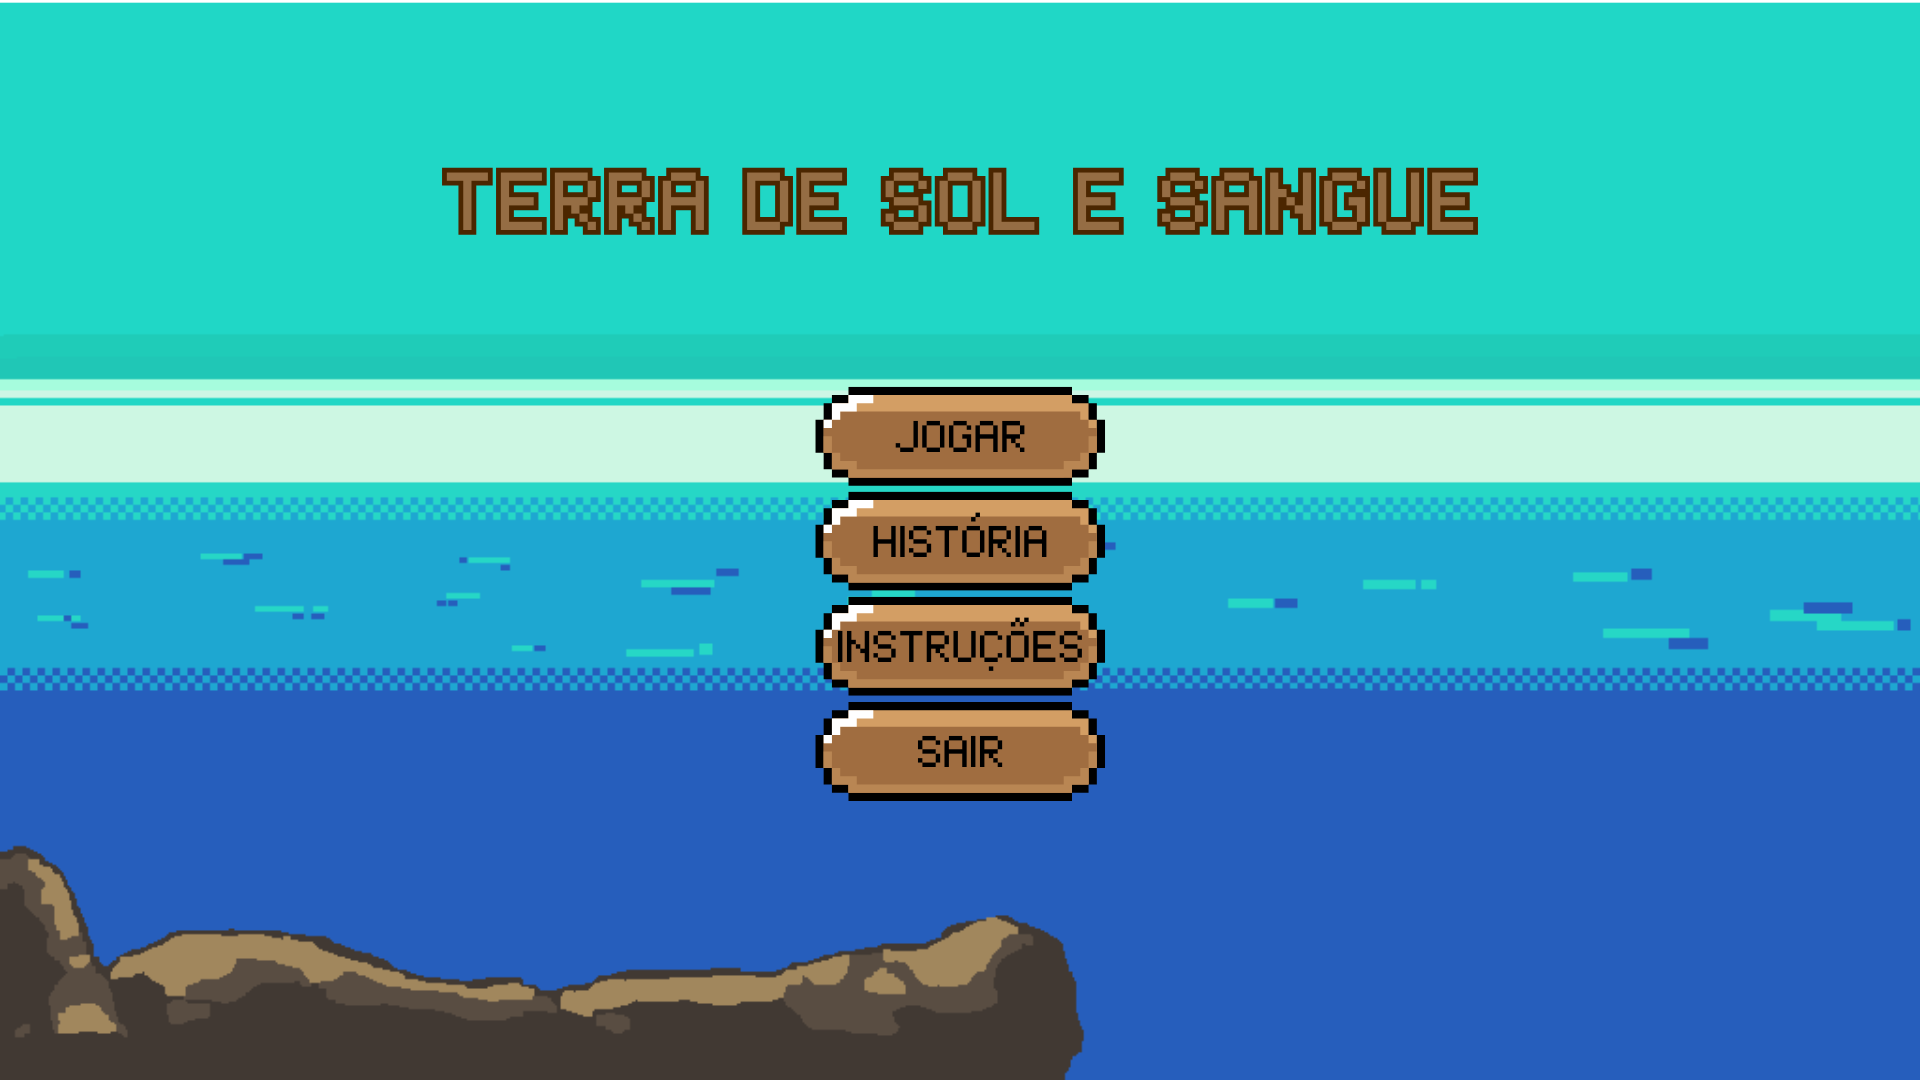 TERRA DE SOL E SANGUE
JOGAR
HISTÓRIA
INSTRUÇÕES
SAIR